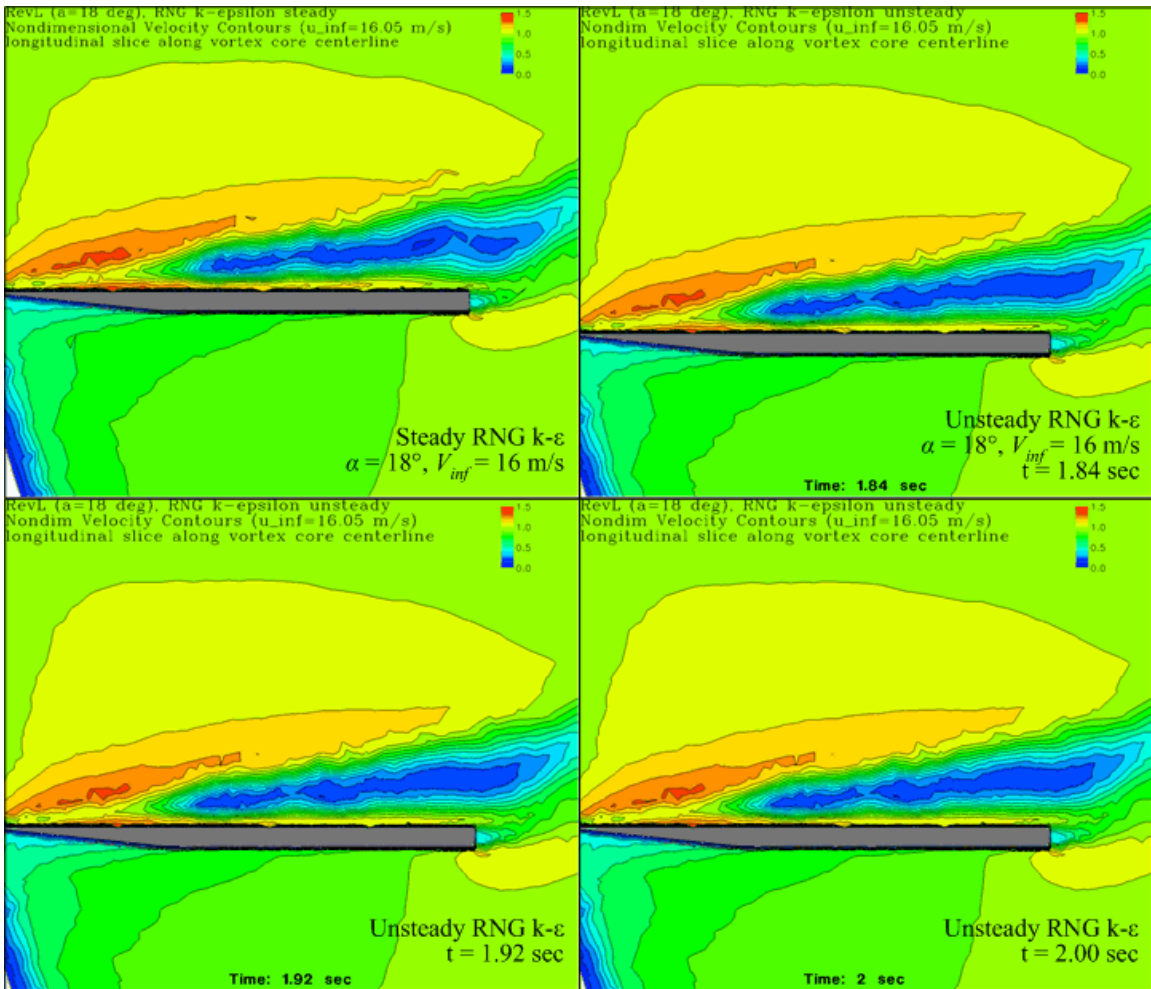 RevL (a=18 deg), RNG k-epsilon steady
Nondimensional Velocity Contours (u_inf=16.05 m/s)
longitudinal slice along vortex core centerline
1.5
1.0
0.5
0.0
Steady RNG k-ε
α = 18°, Vinf = 16 m/s
RevL (a=18 deg), RNG k-epsilon unsteady
Nondim Velocity Contours (u_inf=16.05 m/s)
longitudinal slice along vortex core centerline
1.5
1.0
0.5
0.0
Unsteady RNG k-ε
α = 18°, Vinf = 16 m/s
t = 1.84 sec
Time: 1.84 sec
RevL (a=18 deg), RNG k-epsilon unsteady
Nondim Velocity Contours (u_inf=16.05 m/s)
longitudinal slice along vortex core centerline
1.5
1.0
0.5
0.0
Unsteady RNG k-ε
t = 1.92 sec
Time: 1.92 sec
RevL (a=18 deg), RNG k-epsilon unsteady
Nondim Velocity Contours (u_inf=16.05 m/s)
longitudinal slice along vortex core centerline
1.5
1.0
0.5
0.0
Unsteady RNG k-ε
t = 2.00 sec
Time: 2 sec